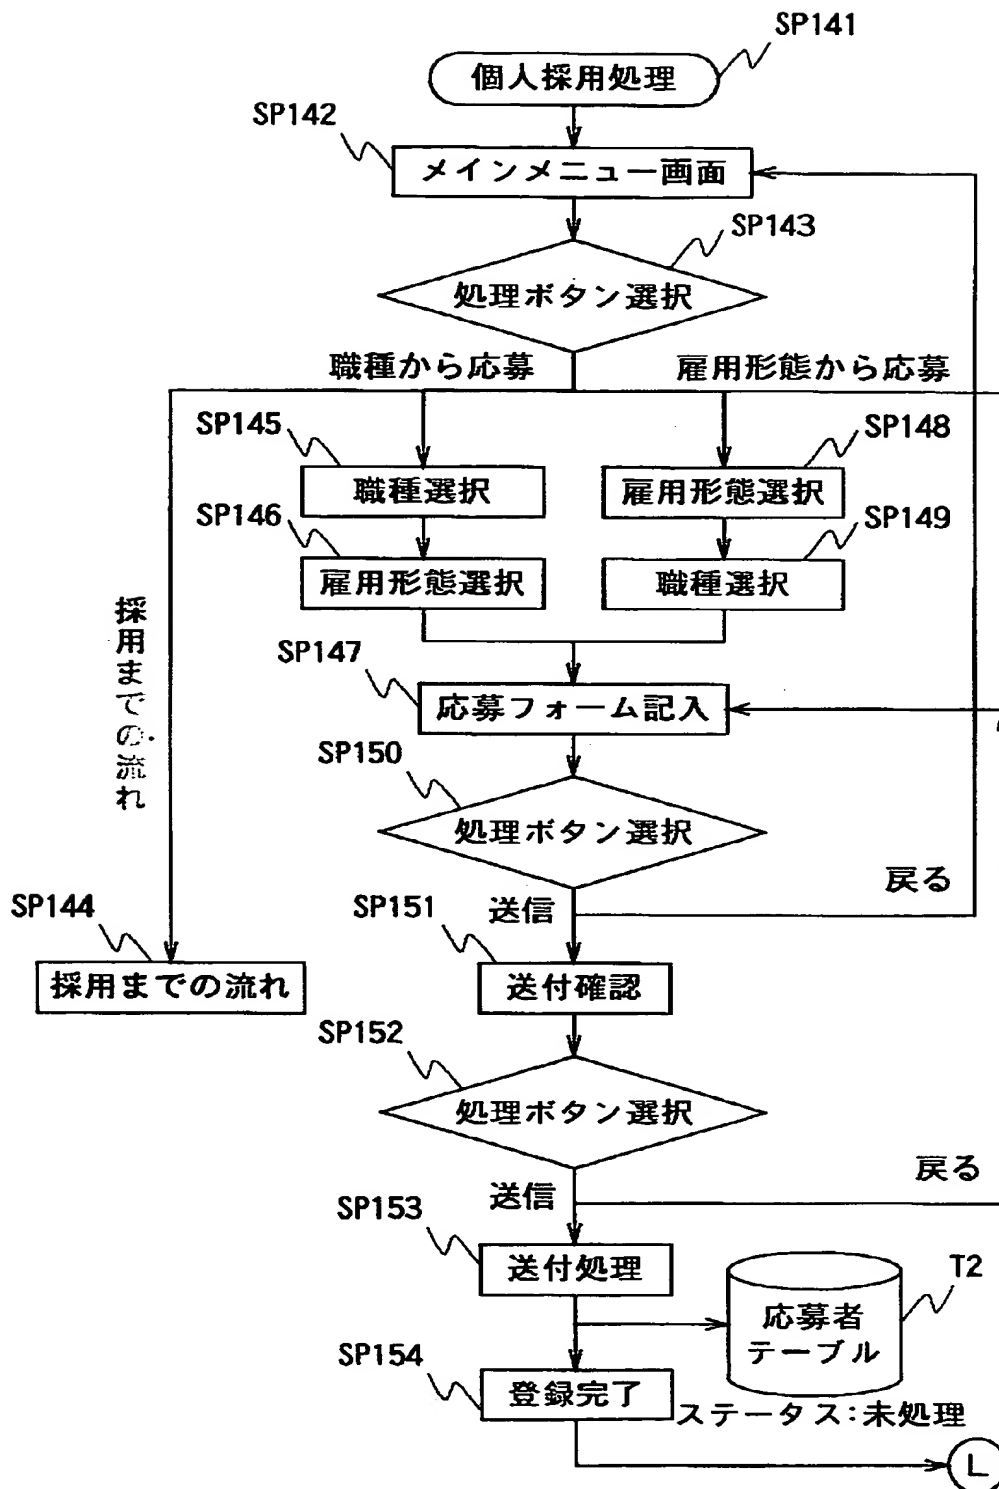 SP141
個人採用処理
SP142
メインメニュー画面
SP143
処理ボタン選択
職種から応募
雇用形態から応募
SP145
SP148
職種選択
雇用形態選択
SP146
SP149
雇用形態選択
職種選択
採用までの流れ
SP147
応募フォーム記入
SP150
処理ボタン選択
戻る
SP144
SP151
送信
採用までの流れ
送付確認
SP152
処理ボタン選択
戻る
送信
SP153
送付処理
T2
応募者
テーブル
SP154
登録完了
ステータス:未処理
L